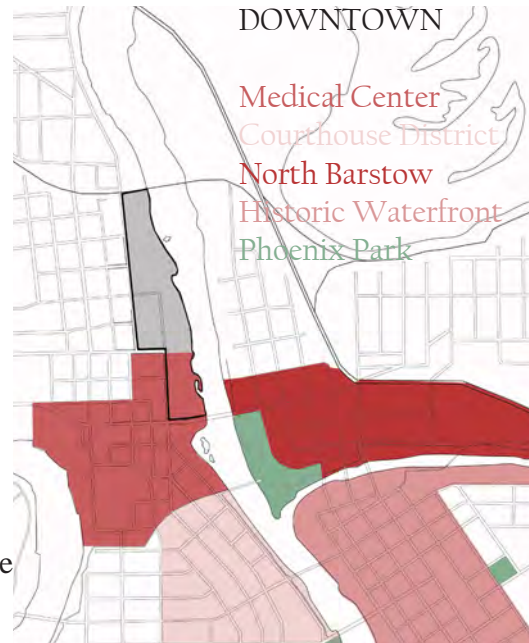 DOWNTOWN
Medical Center
Courthouse District
North Barstow
Historic Waterfront
Phoenix Park
e